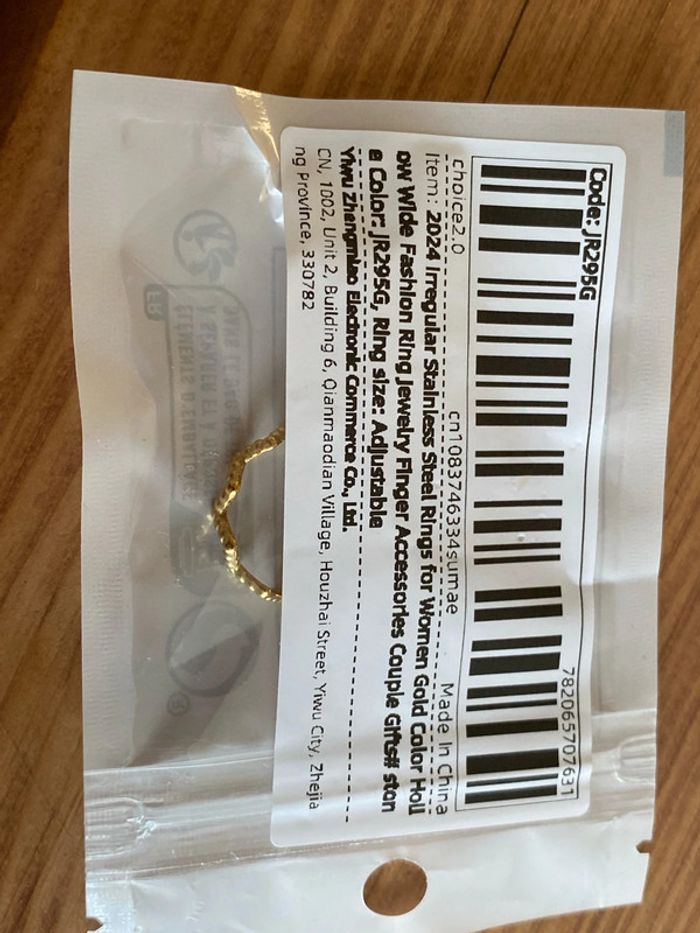 Code: JR295G
782065707631
choice2.0 cn1083746334sumae Made In China
Item: 2024 Irregular Stainless Steel Rings for Women Gold Color Holl
ow Wide Fashion Ring Jewelry Finger Accessories Couple Gifts# ston
e Color: JR295G, Ring size: Adjustable
Yiwu Zhengmiao Electronic Commerce Co., Ltd.
CN, 1002, Unit 2, Building 6, Qianmaodian Village, Houzhai Street, Yiwu City, Zhejia
ng Province, 330782